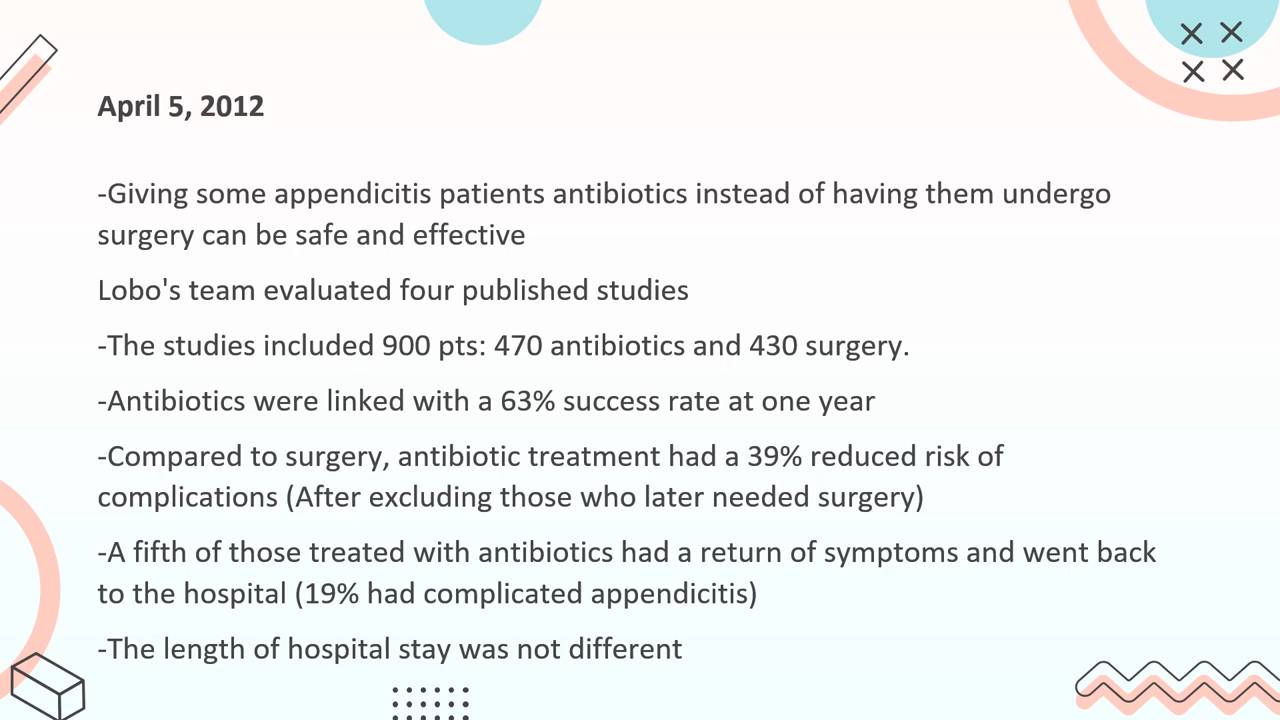 April 5, 2012
-Giving some appendicitis patients antibiotics instead of having them undergo
surgery can be safe and effective
Lobo's team evaluated four published studies
-The studies included 900 pts: 470 antibiotics and 430 surgery.
-Antibiotics were linked with a 63% success rate at one year
-Compared to surgery, antibiotic treatment had a 39% reduced risk of
complications (After excluding those who later needed surgery)
-A fifth of those treated with antibiotics had a return of symptoms and went back
to the hospital (19% had complicated appendicitis)
-The length of hospital stay was not different